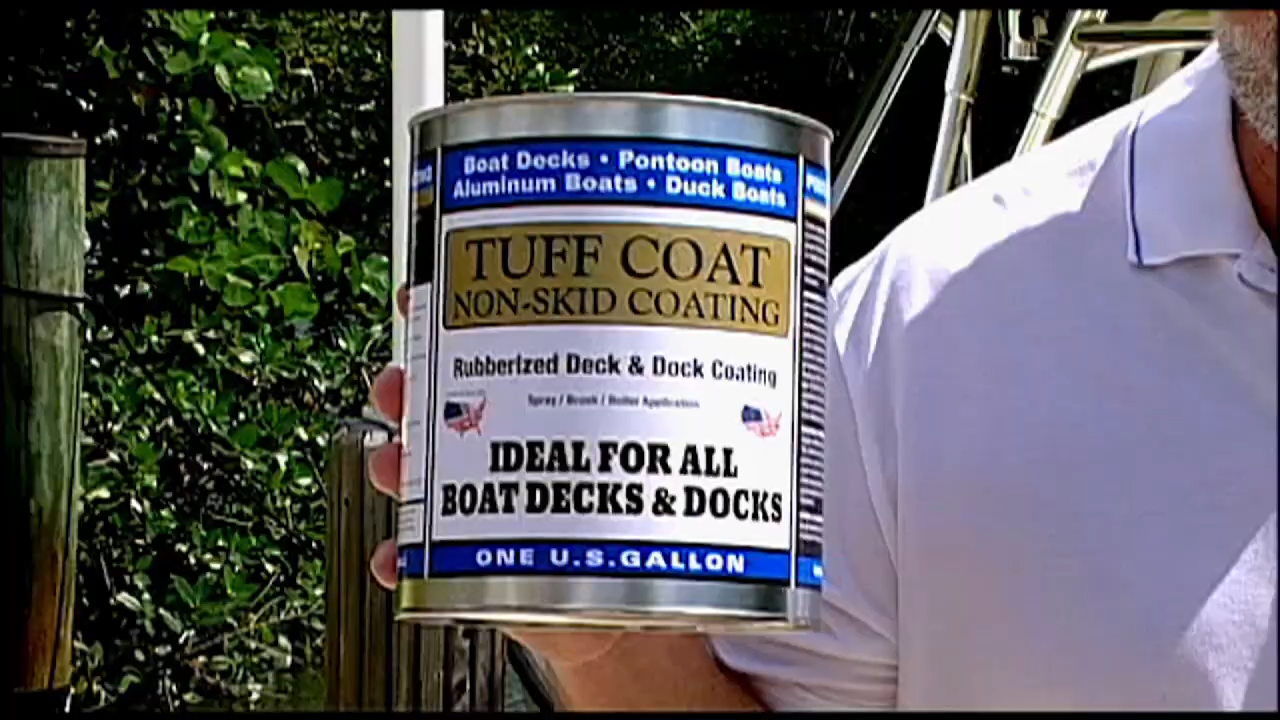 Boat Decks • Pontoon Boats
Aluminum Boats • Duck Boats
TUFF COAT
NON-SKID COATING
Rubberized Deck & Dock Coating
Spray / Brush / Roller Application
IDEAL FOR ALL
BOAT DECKS & DOCKS
ONE U.S. GALLON